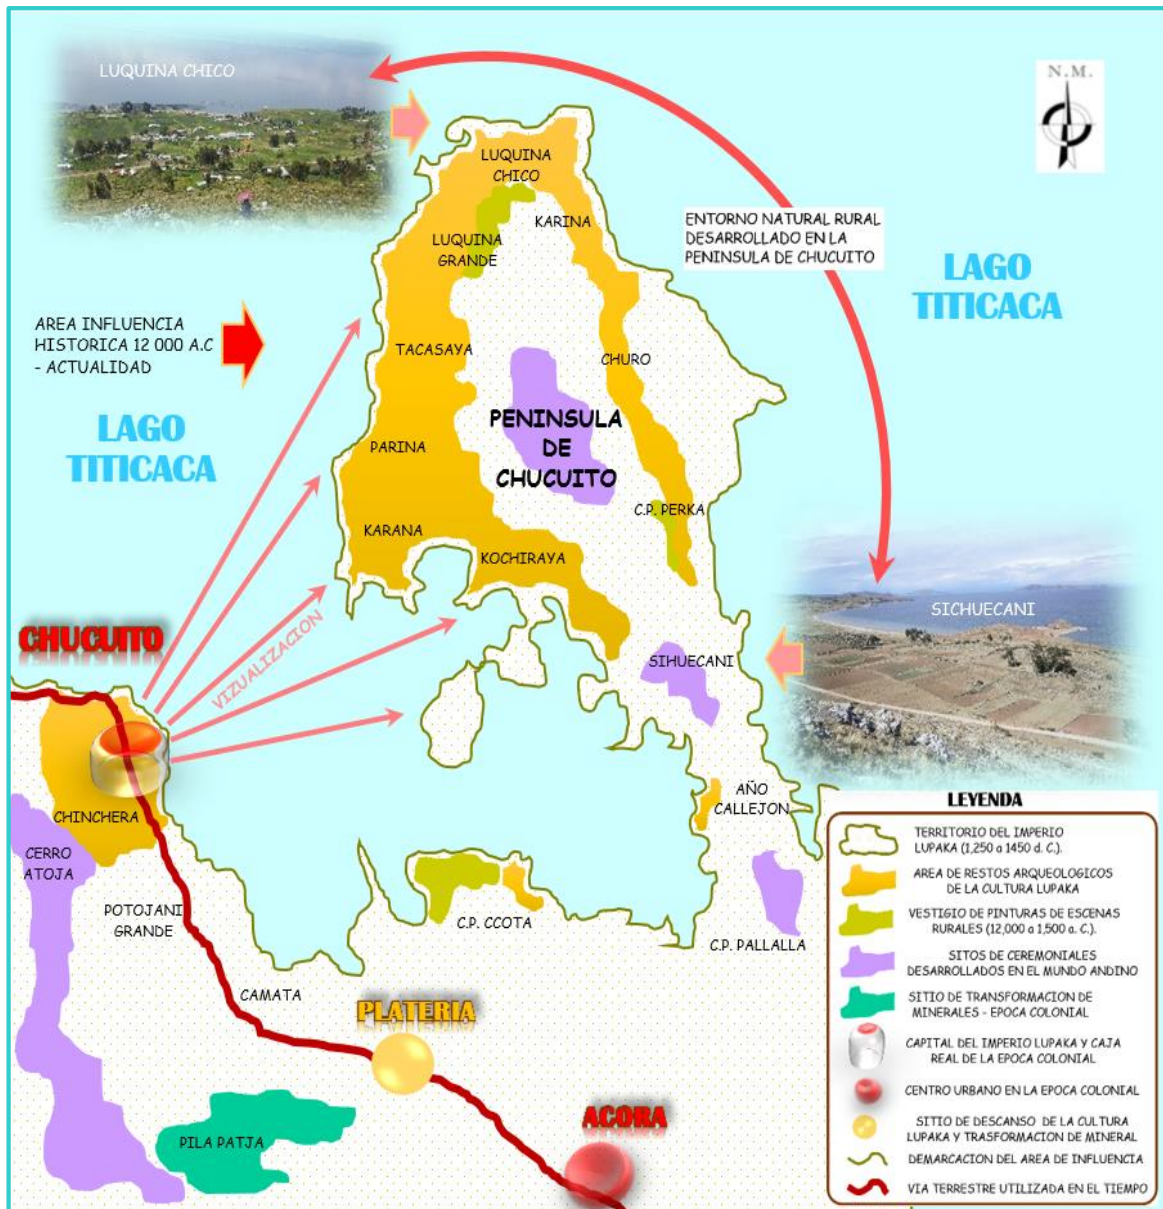 LUQUINA CHICO
N.M.
LUQUINA
CHICO
KARINA
LUQUINA
GRANDE
ENTORNO NATURAL RURAL
DESARROLLADO EN LA
PENINSULA DE CHUCUITO
LAGO
TITICACA
AREA INFLUENCIA
HISTORICA 12 000 A.C
- ACTUALIDAD
TACASAYA
CHURO
LAGO
TITICACA
PENINSULA
DE
CHUCUITO
PARINA
C.P. PERKA
KARANA
KOCHIRAYA
SICHUECANI
CHUCUITO
VIZUALIZACION
SIHUECANI
AÑO
CALLEJON
CHINCHERA
CERRO
ATOJA
POTOJANI
GRANDE
C.P. CCOTA
C.P. PALLALLA
CAMATA
PLATERIA
PILA PATJA
ACORA
LEYENDA
TERRITORIO DEL IMPERIO
LUPAKA (1,250 a 1450 d. C.).
AREA DE RESTOS ARQUEOLOGICOS
DE LA CULTURA LUPAKA
VESTIGIO DE PINTURAS DE ESCENAS
RURALES (12,000 a 1,500 a. C.).
SITOS DE CEREMONIALES
DESARROLLADOS EN EL MUNDO ANDINO
SITIO DE TRANSFORMACION DE
MINERALES - EPOCA COLONIAL
CAPITAL DEL IMPERIO LUPAKA Y CAJA
REAL DE LA EPOCA COLONIAL
CENTRO URBANO EN LA EPOCA COLONIAL
SITIO DE DESCANSO DE LA CULTURA
LUPAKA Y TRASFORMACION DE MINERAL
DEMARCACION DEL AREA DE INFLUENCIA
VIA TERRESTRE UTILIZADA EN EL TIEMPO